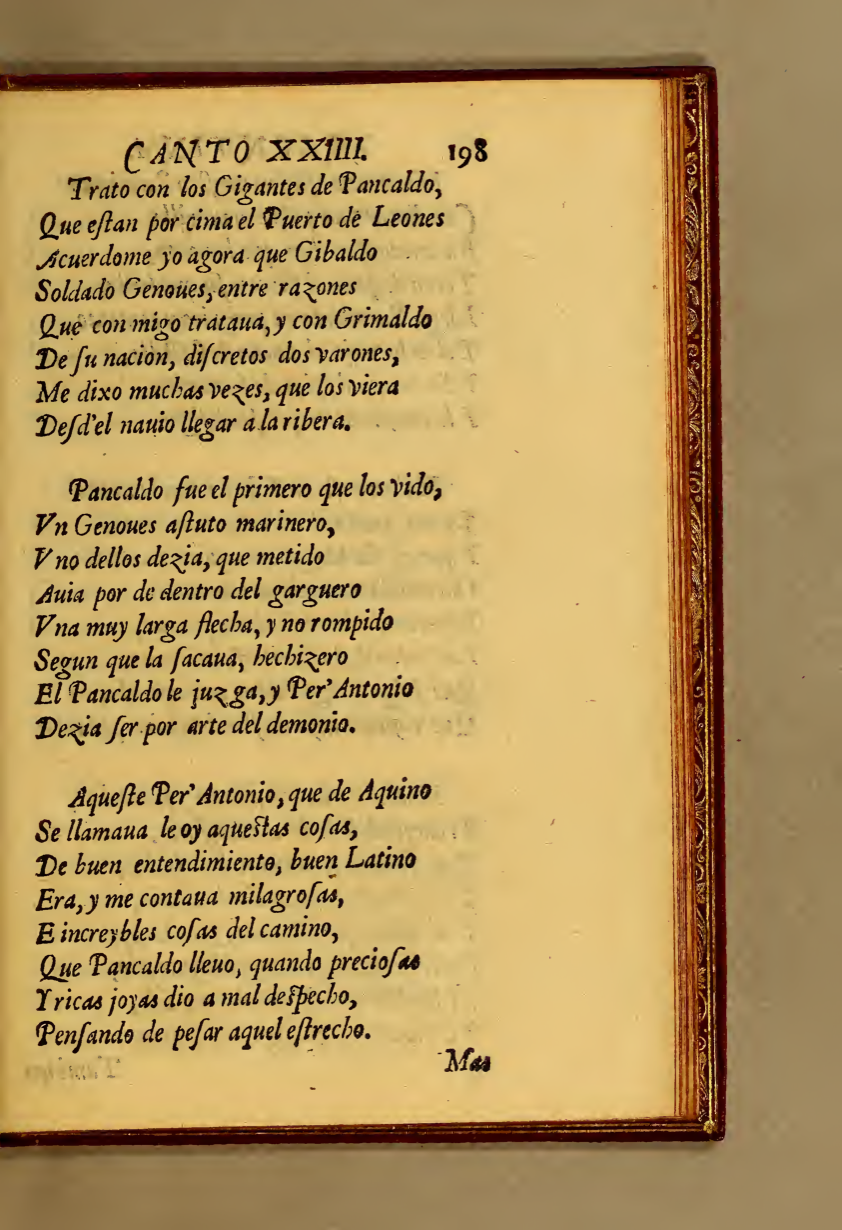 CANTO XXIIII. 198
Trato con los Gigantes de Pancaldo,
Que eſtan por cima el Puerto de Leones
Acuerdome yo agora que Gibaldo
Soldado Genoues, entre razones
Que con migo trataua, y con Grimaldo
De ſu nacion, diſcretos dos varones,
Me dixo muchas vezes, que los viera
Deſd'el nauio llegar a la ribera.
Pancaldo fue el primero que los vido,
Vn Genoues aſtuto marinero,
Vno dellos dezia, que metido
Auia por de dentro del garguero
Vna muy larga flecha, y no rompido
Segun que la ſacaua, hechizero
El Pancaldo le juzga, y Per' Antonio
Dezia ſer por arte del demonio.
Aqueſte Per' Antonio, que de Aquino
Se llamaua le oy aqueſtas coſas,
De buen entendimiento, buen Latino
Era, y me contaua milagroſas,
E increybles coſas del camino,
Que Pancaldo lleuo, quando precioſas
Y ricas joyas dio a mal deſpecho,
Penſando de peſar aquel eſtrecho.
Mas